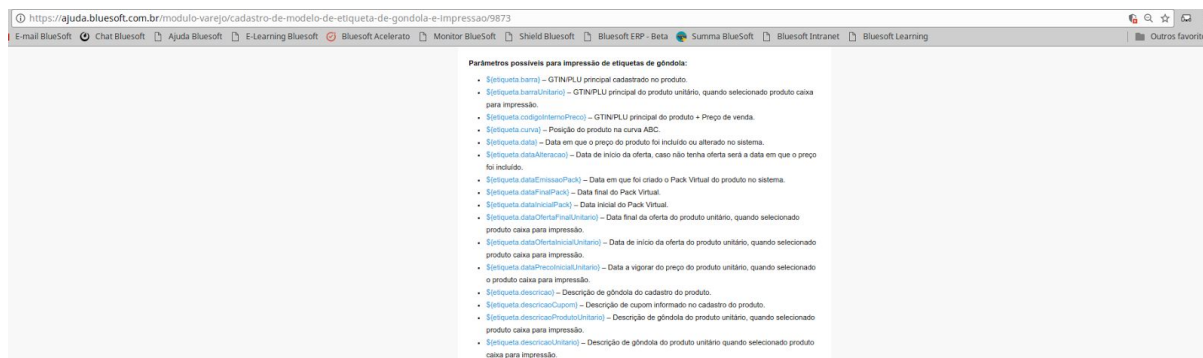 https://ajuda.bluesoft.com.br/modulo-varejo/cadastro-de-modelo-de-etiqueta-de-gondola-e-impressao/9873
E-mail BlueSoft Chat Bluesoft Ajuda Bluesoft E-Learning Bluesoft Bluesoft Acelerato Monitor BlueSoft Shield Bluesoft Bluesoft ERP - Beta Summa BlueSoft Bluesoft Intranet Bluesoft Learning Outros favorit
Parâmetros possíveis para impressão de etiquetas de gôndola:
• ${etiqueta.barra} – GTIN/PLU principal cadastrado no produto.
• ${etiqueta.barraUnitario} – GTIN/PLU principal do produto unitário, quando selecionado produto caixa
para impressão.
• ${etiqueta.codigoInternoPreco} – GTIN/PLU principal do produto + Preço de venda.
• ${etiqueta.curva} – Posição do produto na curva ABC.
• ${etiqueta.data} – Data em que o preço do produto foi incluído ou alterado no sistema.
• ${etiqueta.dataAlteracao} – Data de início da oferta, caso não tenha oferta será a data em que o preço
foi incluído.
• ${etiqueta.dataEmissaoPack} – Data em que foi criado o Pack Virtual do produto no sistema.
• ${etiqueta.dataFinalPack} – Data final do Pack Virtual.
• ${etiqueta.dataInicialPack} – Data inicial do Pack Virtual.
• ${etiqueta.dataOfertaFinalUnitario} – Data final da oferta do produto unitário, quando selecionado
produto caixa para impressão.
• ${etiqueta.dataOfertaInicialUnitario} – Data de início da oferta do produto unitário, quando selecionado
produto caixa para impressão.
• ${etiqueta.dataPrecoInicialUnitario} – Data a vigorar do preço do produto unitário, quando selecionado
o produto caixa para impressão.
• ${etiqueta.descricao} – Descrição de gôndola do cadastro do produto.
• ${etiqueta.descricaoCupom} – Descrição de cupom informado no cadastro do produto.
• ${etiqueta.descricaoProdutoUnitario} – Descrição de gôndola do produto unitário, quando selecionado
produto caixa para impressão.
• ${etiqueta.descricaoUnitario} – Descrição de gôndola do produto unitário quando selecionado produto
caixa para impressão.